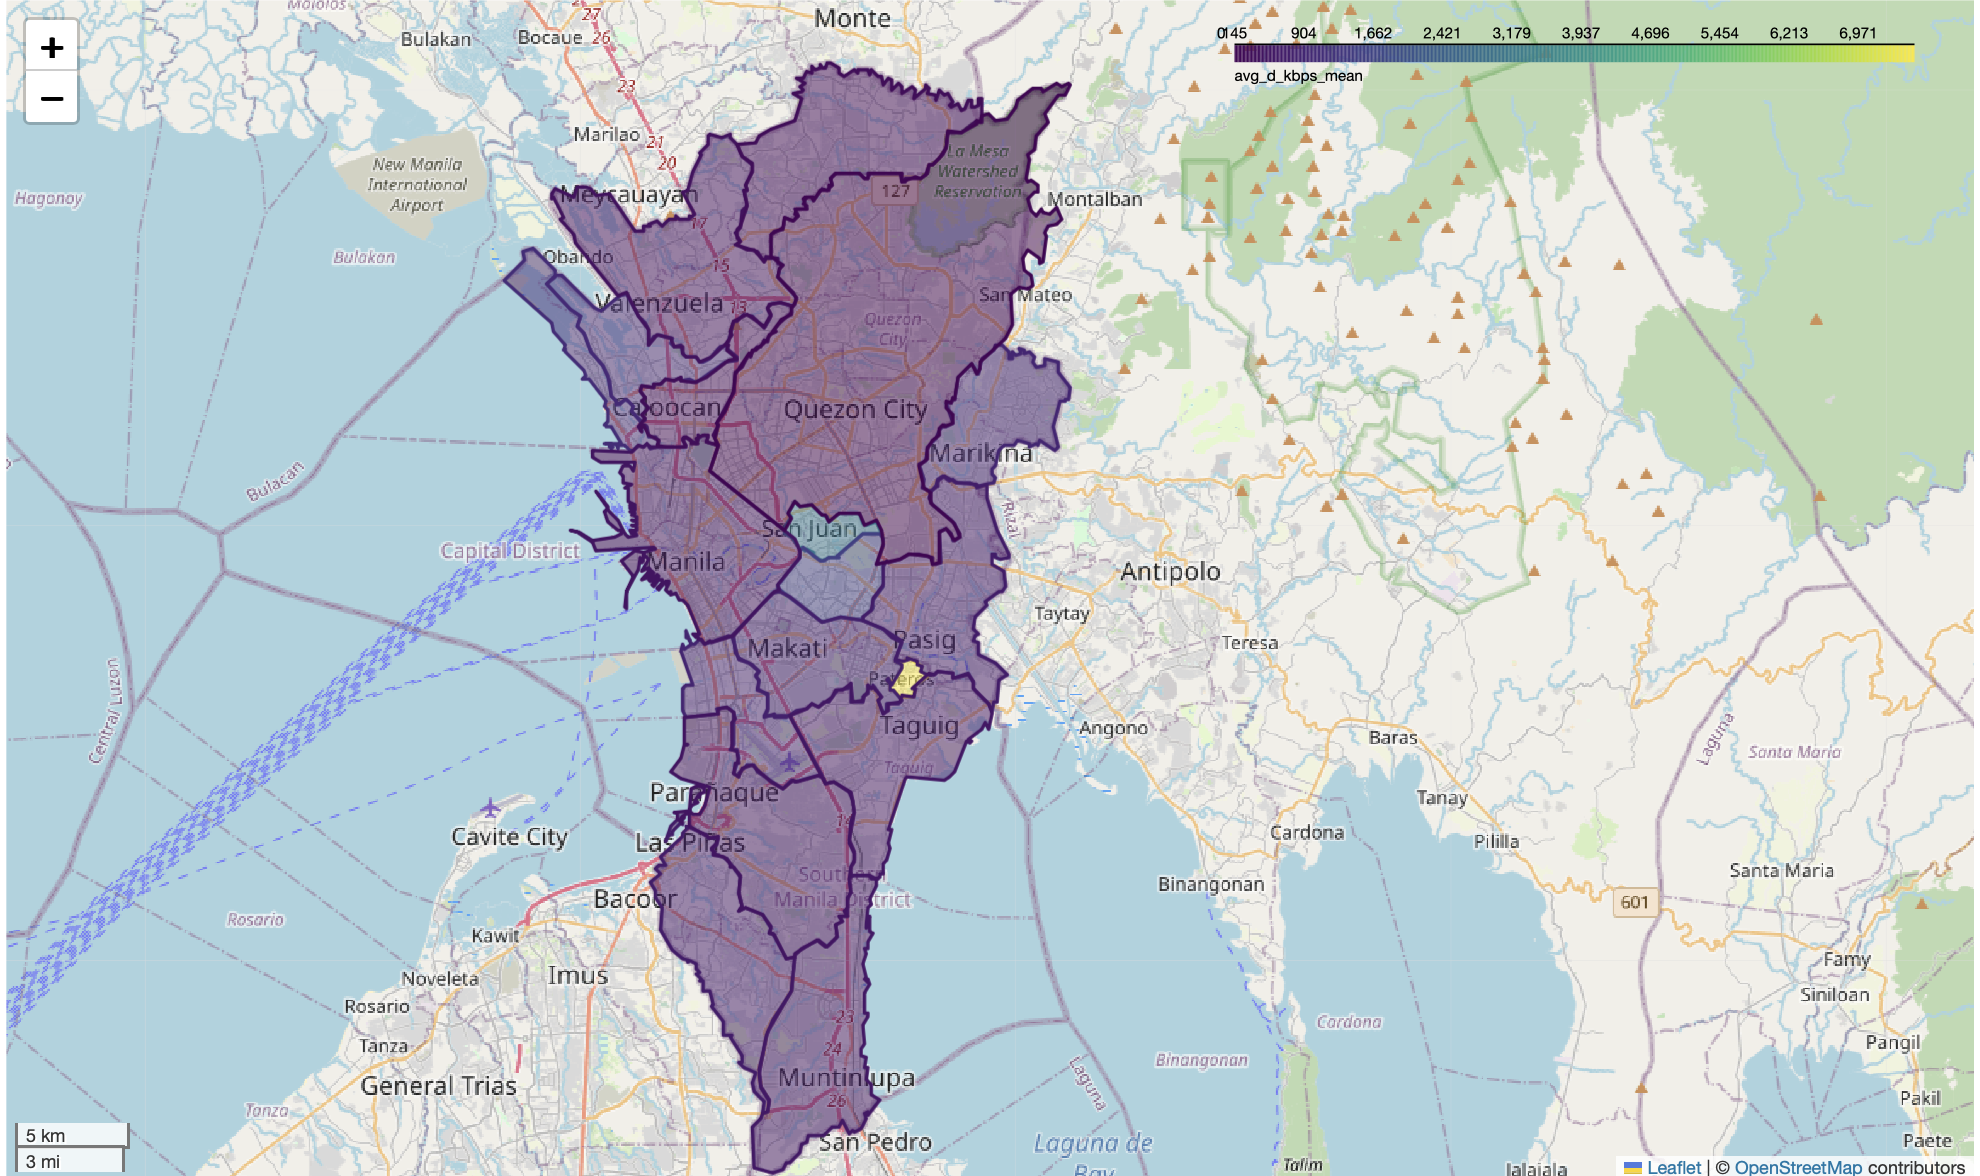 Malolos
27
Monte
Bulakan
Bocaue
26
0
145
904
1,662
2,421
3,179
3,937
4,696
5,454
6,213
6,971
+
−
avg_d_kbps_mean
23
Marilao
21
20
New Manila
International
Airport
La Mesa
Watershed
Reservation
Hagonoy
Meycauayan
127
Montalban
17
Bulakan
Obando
15
San Mateo
Valenzuela
13
Quezon
City
Caloocan
Quezon City
Marikina
Bulacan
Rizal
San Juan
Capital District
Manila
Antipolo
Taytay
Makati
Pasig
Teresa
Pateros
Central Luzon
Taguig
Angono
Baras
Laguna
Santa Maria
Taguig
Parañaque
Tanay
Cavite City
Las Piñas
Cardona
Pililla
Southern
Manila District
Santa Maria
Binangonan
Bacoor
601
Rosario
Kawit
Famy
Imus
Noveleta
Siniloan
Rosario
23
Cardona
Tanza
24
Binangonan
Pangil
General Trias
Muntinlupa
Laguna
26
Pakil
Tanza
5 km
San Pedro
Laguna de
Bay
Paete
3 mi
Talim
Jalajala
Leaflet | © OpenStreetMap contributors